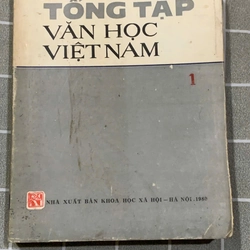 TỔNG TẬP
VĂN HỌC
VIỆT NAM
1
NHÀ XUẤT BẢN KHOA HỌC XÃ HỘI – HÀ NỘI, 1980